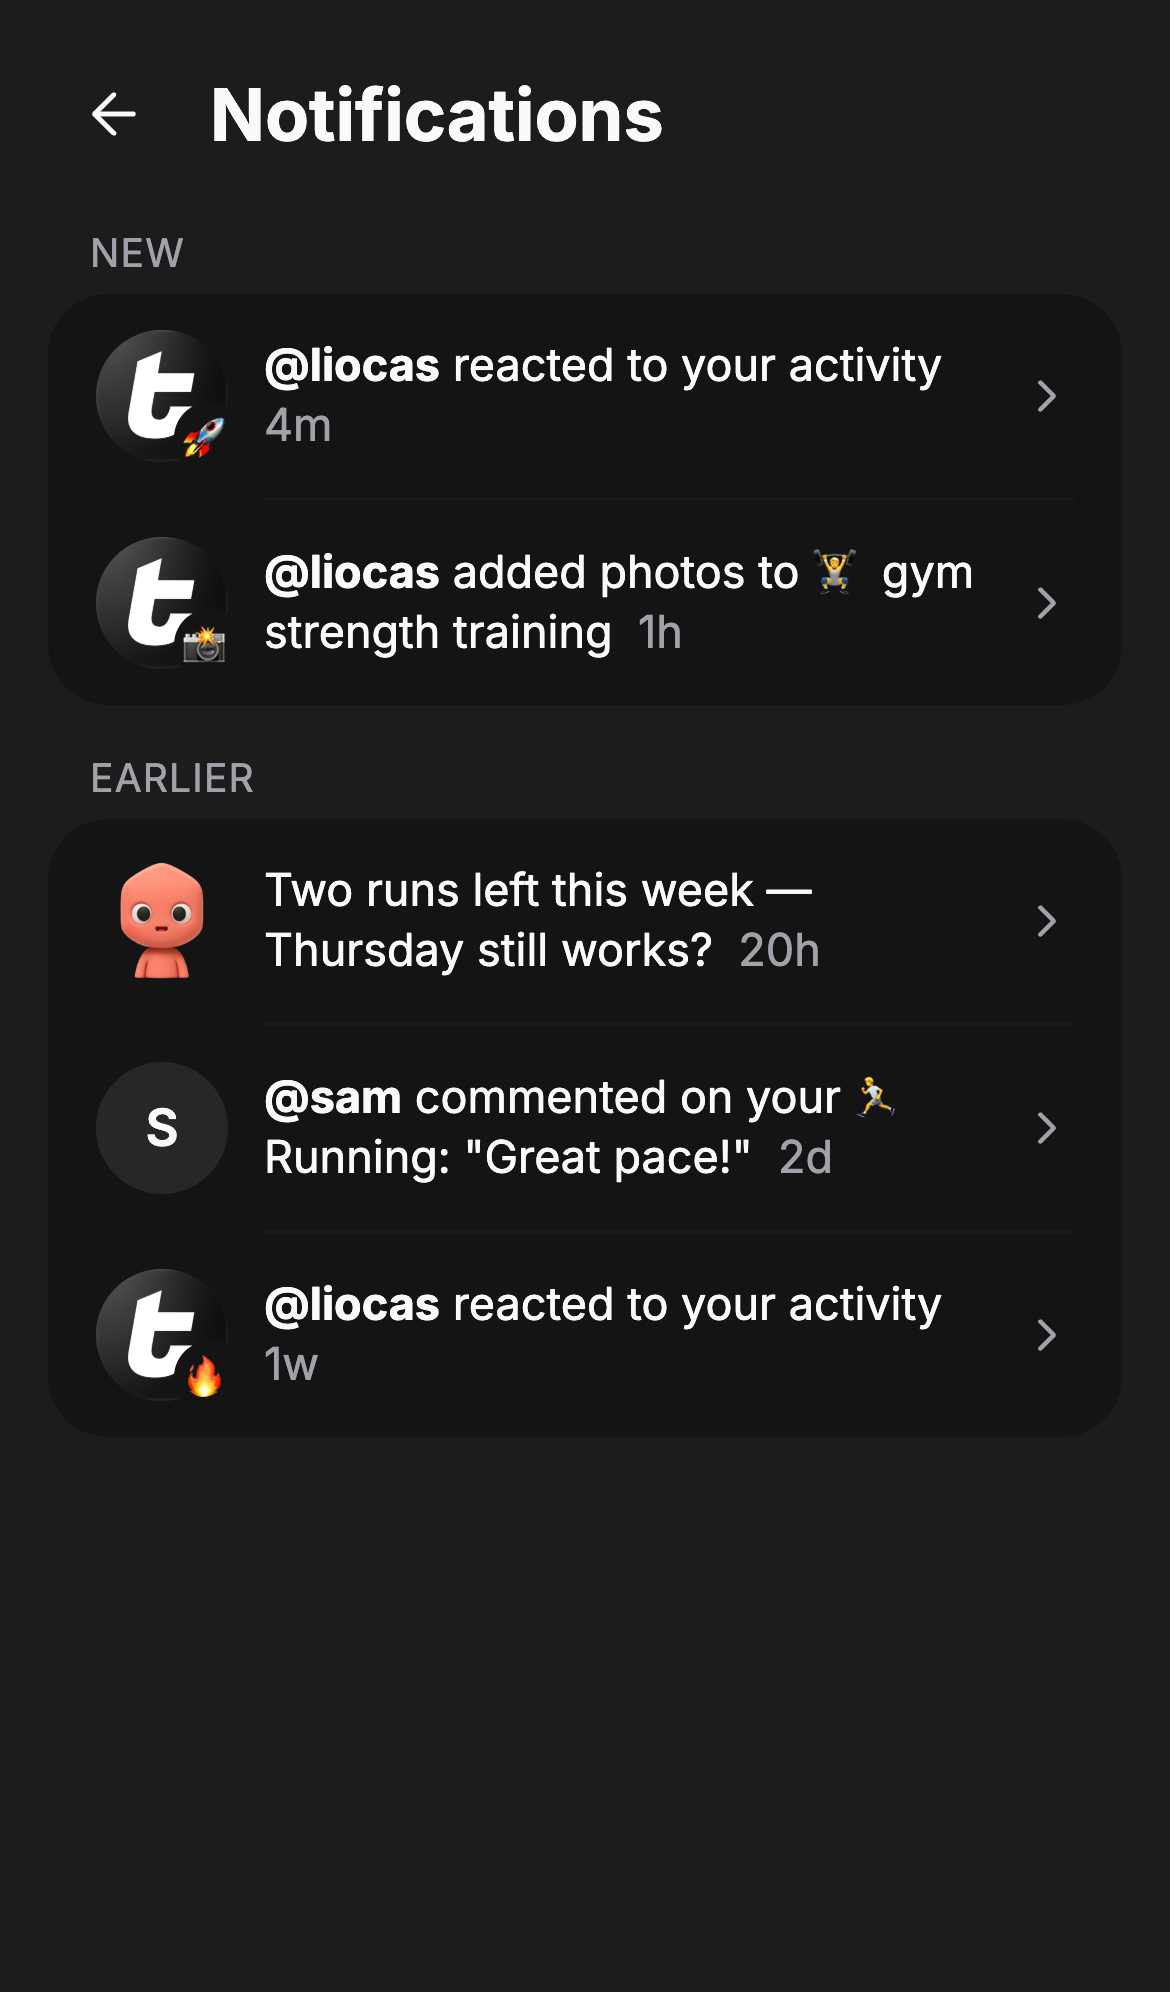 Notifications
NEW
@liocas reacted to your activity
4m
@liocas added photos to 🏋️ gym
strength training 1h
EARLIER
Two runs left this week —
Thursday still works? 20h
S
@sam commented on your 🏃
Running: "Great pace!" 2d
@liocas reacted to your activity
1w